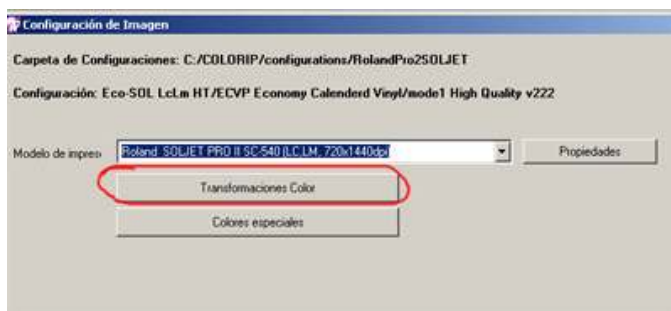 Configuración de Imagen
Carpeta de Configuraciones: C:/COLORIP/configurations/RolandPro2SOLJET
Configuración: Eco-SOL LcLm HT/ECVP Economy Calenderd Vinyl/mode1 High Quality v222
Modelo de impres Roland SOLJET PRO II SC-540 (LC,LM, 720x1440dpi Propiedades
Transformaciones Color
Colores especiales